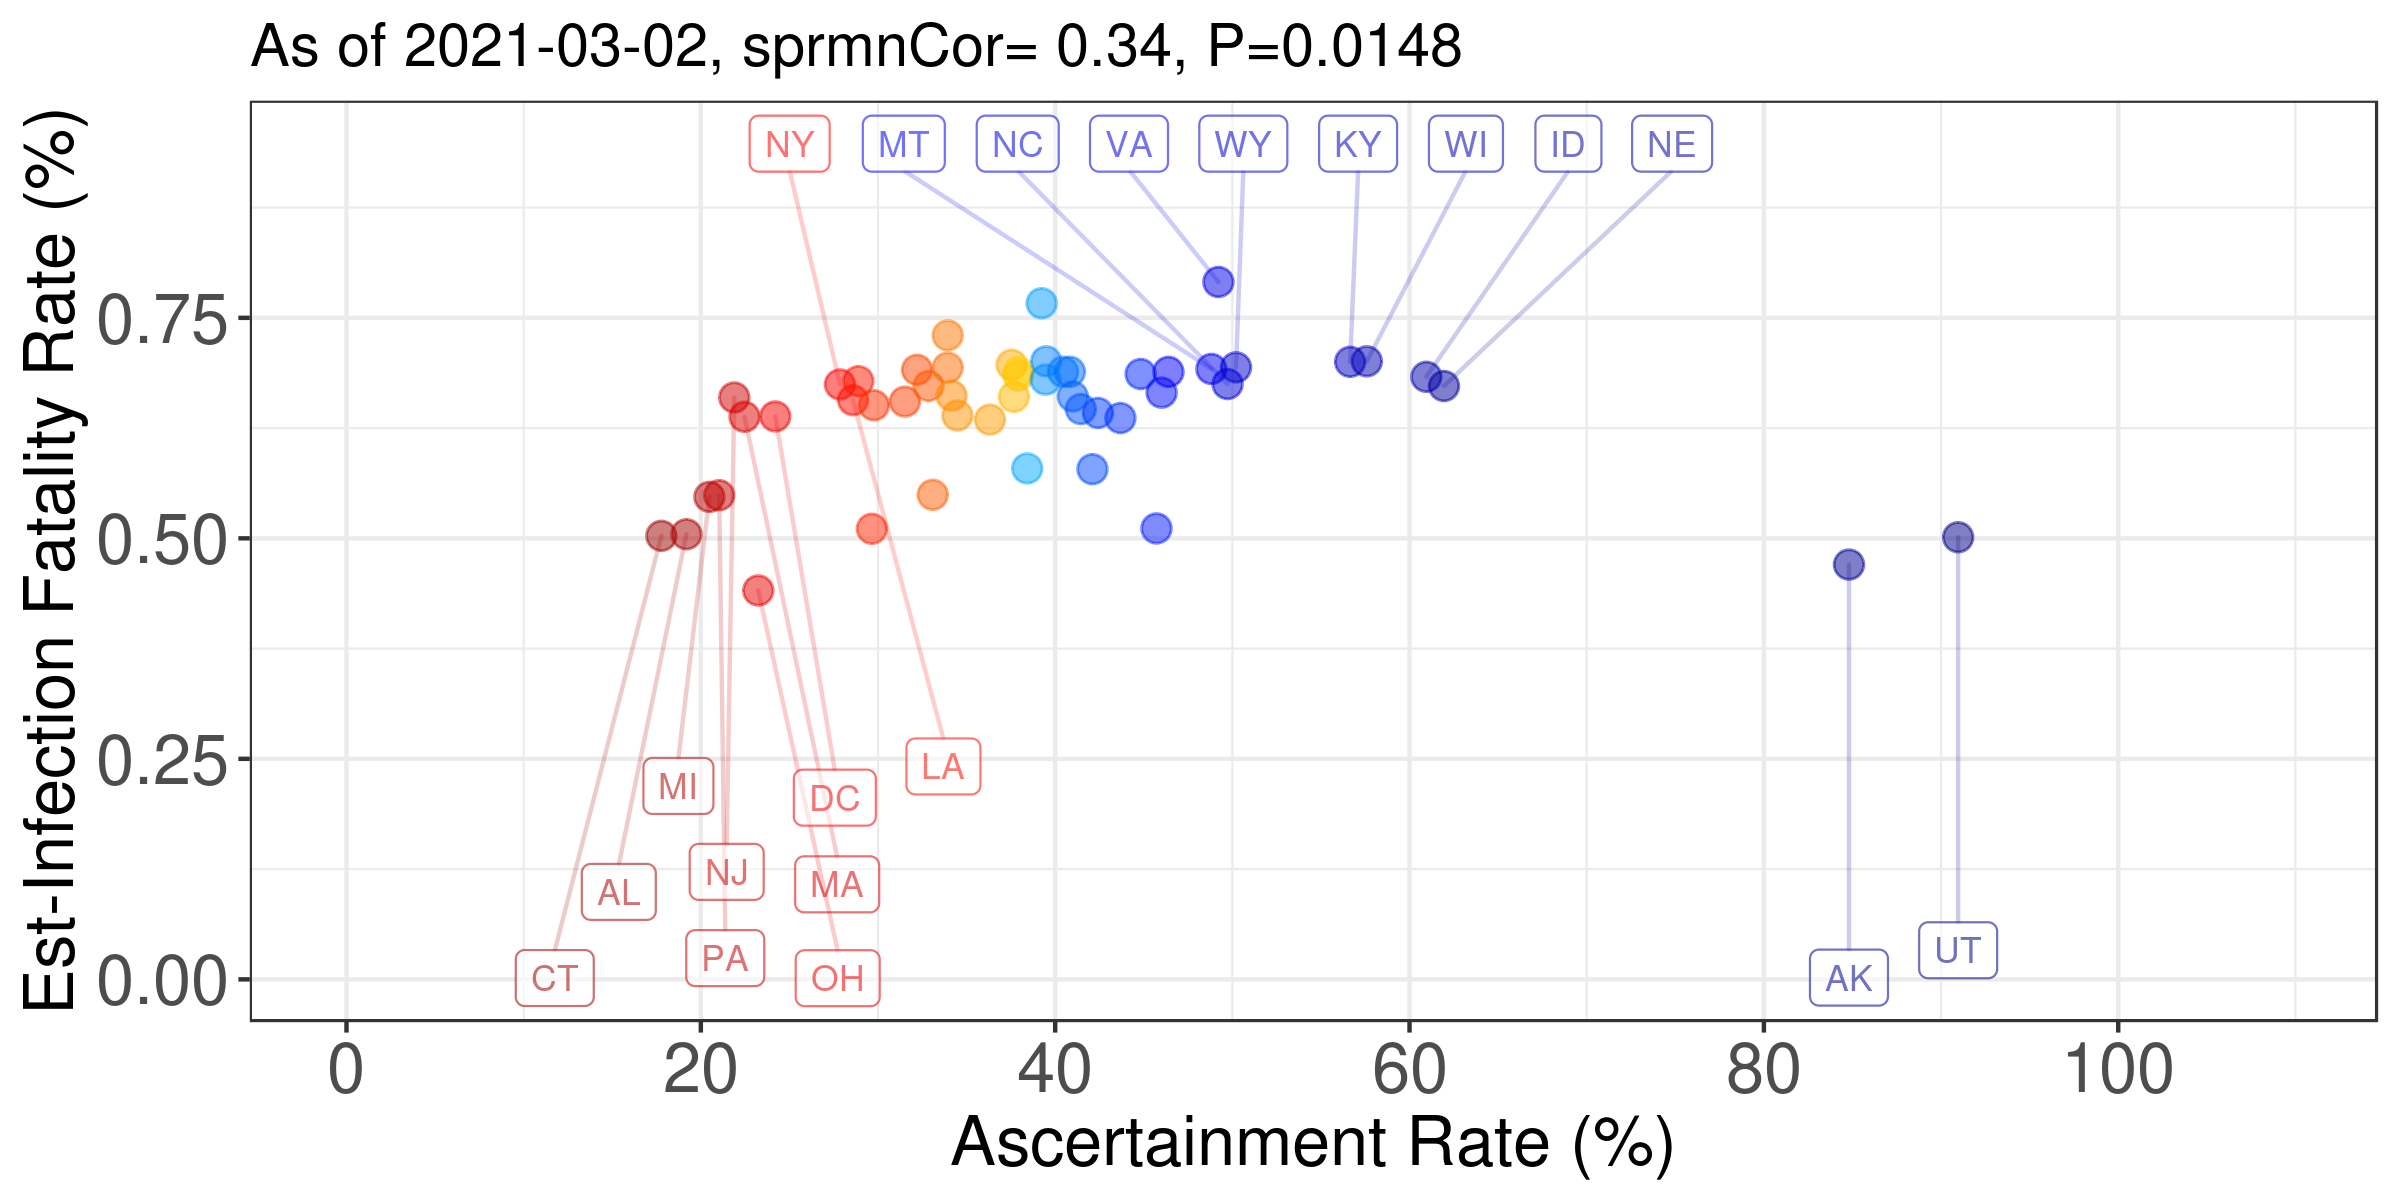 As of 2021-03-02, sprmnCor= 0.34, P=0.0148
Est-Infection Fatality Rate (%)
NY MT NC VA WY KY WI ID NE
0.75
0.50
0.25
0.00
LA
MI
DC
NJ
MA
AL
UT
PA
CT
OH
AK
0 20 40 60 80 100
Ascertainment Rate (%)